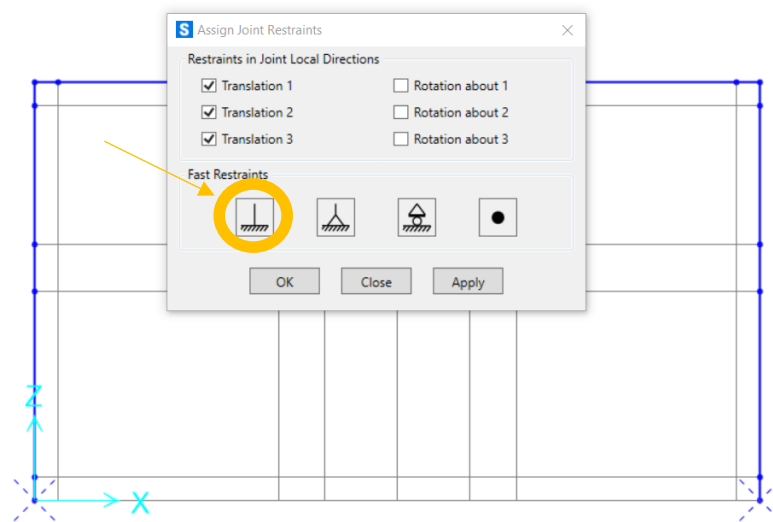 S Assign Joint Restraints
Restraints in Joint Local Directions
Translation 1 Rotation about 1
Translation 2 Rotation about 2
Translation 3 Rotation about 3
Fast Restraints
OK Close Apply
Z
X